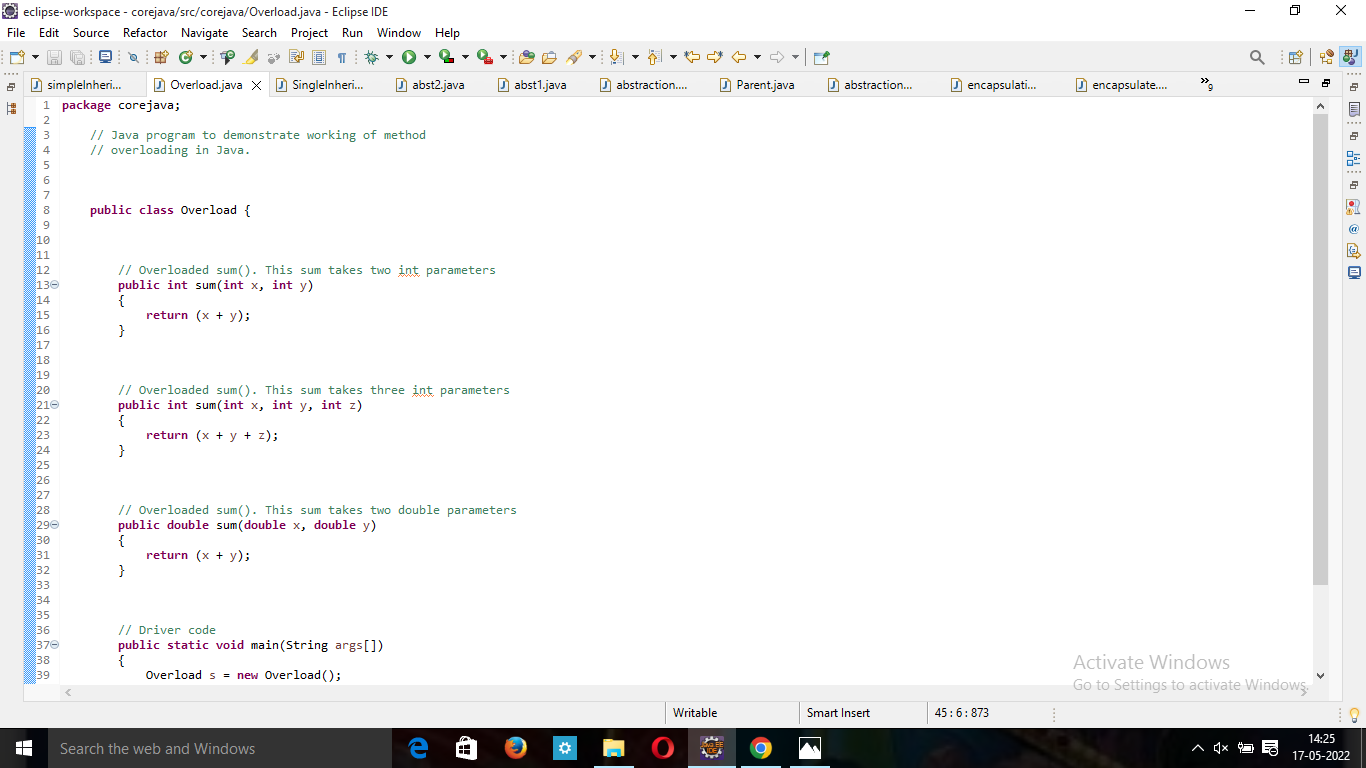 eclipse-workspace - corejava/src/corejava/Overload.java - Eclipse IDE
File Edit Source Refactor Navigate Search Project Run Window Help
simpleInheri... Overload.java SingleInheri... abst2.java abst1.java abstraction.... Parent.java abstraction... encapsulati... encapsulate.... »9
1 package corejava;
2
3 // Java program to demonstrate working of method
4 // overloading in Java.
5
6
7
8 public class Overload {
9
10
11
12 // Overloaded sum(). This sum takes two int parameters
13 public int sum(int x, int y)
14 {
15 return (x + y);
16 }
17
18
19
20 // Overloaded sum(). This sum takes three int parameters
21 public int sum(int x, int y, int z)
22 {
23 return (x + y + z);
24 }
25
26
27
28 // Overloaded sum(). This sum takes two double parameters
29 public double sum(double x, double y)
30 {
31 return (x + y);
32 }
33
34
35
36 // Driver code
37 public static void main(String args[])
38 {
39 Overload s = new Overload();
Activate Windows
Go to Settings to activate Windows.
Writable Smart Insert 45 : 6 : 873
Search the web and Windows
14:25
17-05-2022